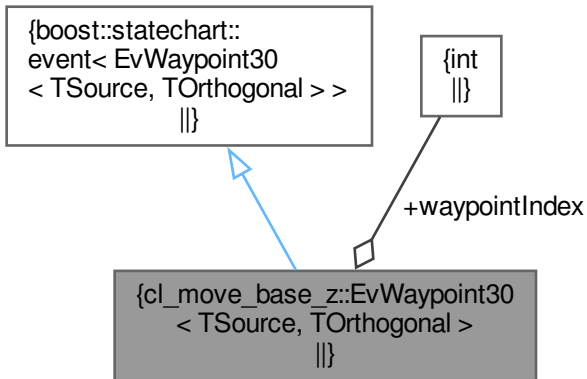 {boost::statechart::
event< EvWaypoint30
< TSource, TOrthogonal > >
||}
{int
||}
+waypointIndex
{cl_move_base_z::EvWaypoint30
< TSource, TOrthogonal >
||}